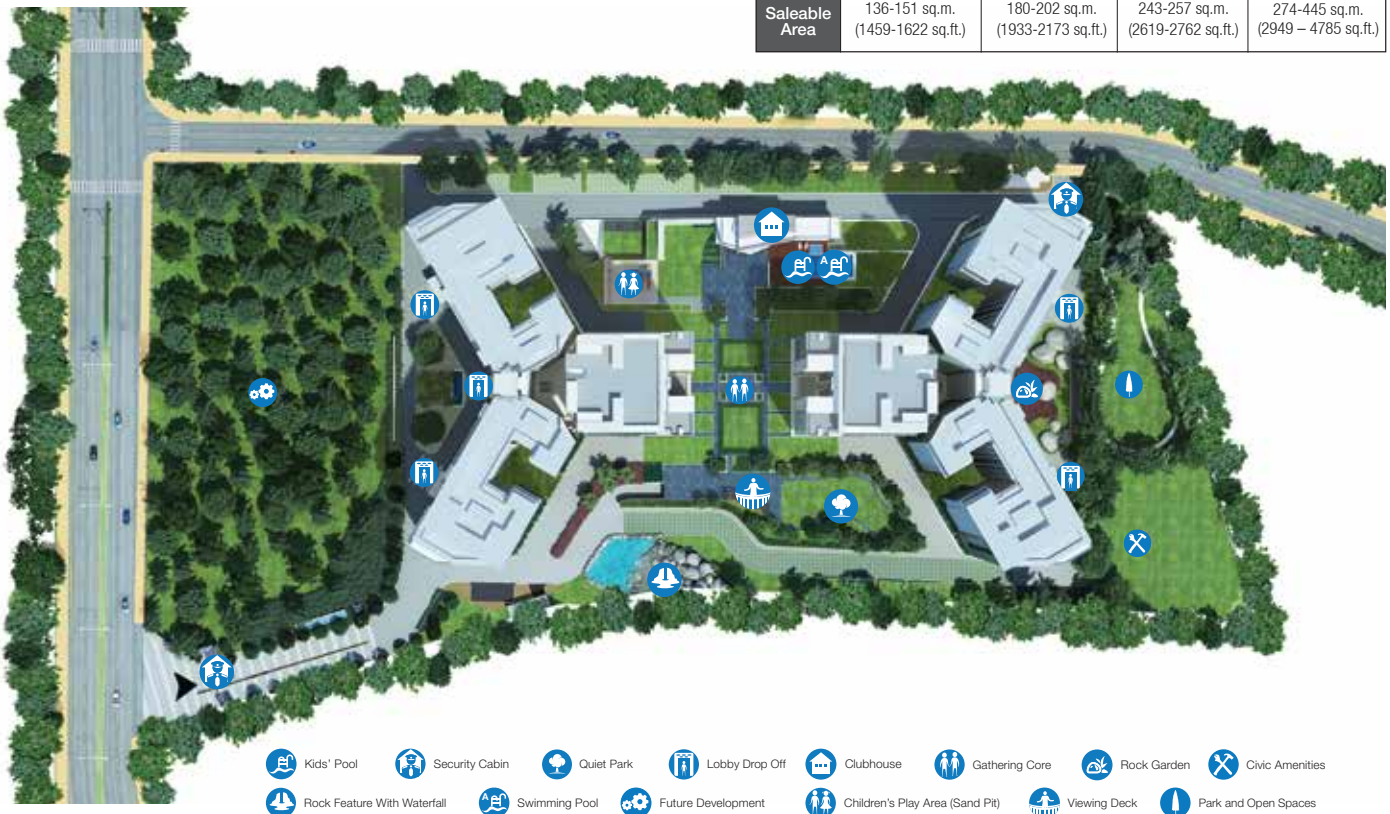 Saleable Area
136-151 sq.m.
(1459-1622 sq.ft.)
180-202 sq.m.
(1933-2173 sq.ft.)
243-257 sq.m.
(2619-2762 sq.ft.)
274-445 sq.m.
(2949 – 4785 sq.ft.)
A
Kids' Pool
Security Cabin
Quiet Park
Lobby Drop Off
Clubhouse
Gathering Core
Rock Garden
Civic Amenities
Rock Feature With Waterfall
A
Swimming Pool
Future Development
Children's Play Area (Sand Pit)
Viewing Deck
Park and Open Spaces